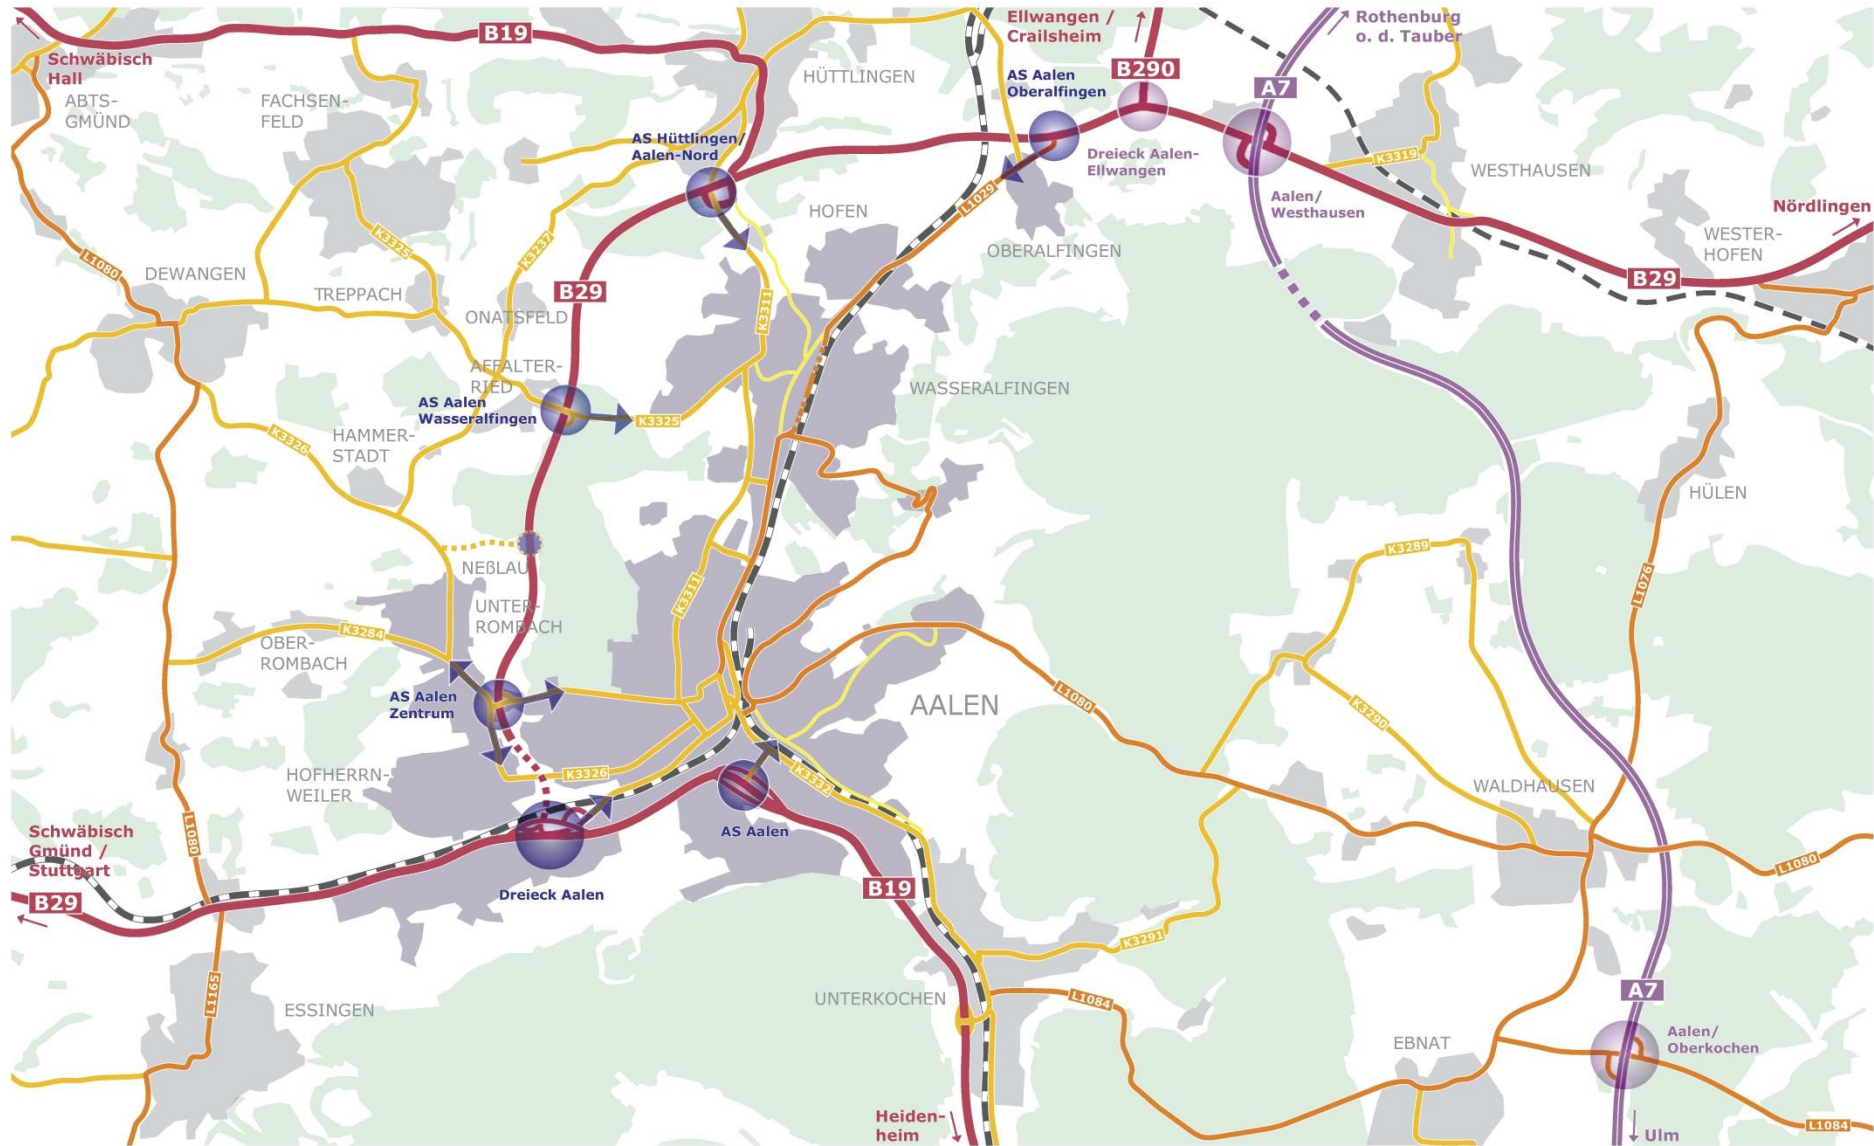 B19
Schwäbisch
Hall
ABTS-
GMÜND
FACHSEN-
FELD
HÜTTLINGEN
Ellwangen /
Crailsheim
B290
AS Aalen
Oberalfingen
Rothenburg
o. d. Tauber
A7
AS Hüttlingen/
Aalen-Nord
Dreieck Aalen-
Ellwangen
K3319
WESTHAUSEN
Aalen/
Westhausen
Nördlingen
WESTER-
HOFEN
B29
L1029
HOFEN
OBERALFINGEN
L1080
DEWANGEN
K3325
K3237
TREPPACH
B29
ONATSFELD
K3311
AFFALTER-
RIED
AS Aalen
Wasseralfingen
K3325
WASSERALFINGEN
K3326
HAMMER-
STADT
HÜLEN
NEßLAU
K3289
L1076
UNTER-
ROMBACH
K3311
K3284
OBER-
ROMBACH
AS Aalen
Zentrum
AALEN
L1080
K3290
HOFHERRN-
WEILER
K3326
K3332
WALDHAUSEN
L1080
Schwäbisch
Gmünd /
Stuttgart
B29
AS Aalen
Dreieck Aalen
B19
L1080
K3291
L1165
ESSINGEN
UNTERKOCHEN
L1084
A7
EBNAT
Aalen/
Oberkochen
Heiden-
heim
L1084
Ulm